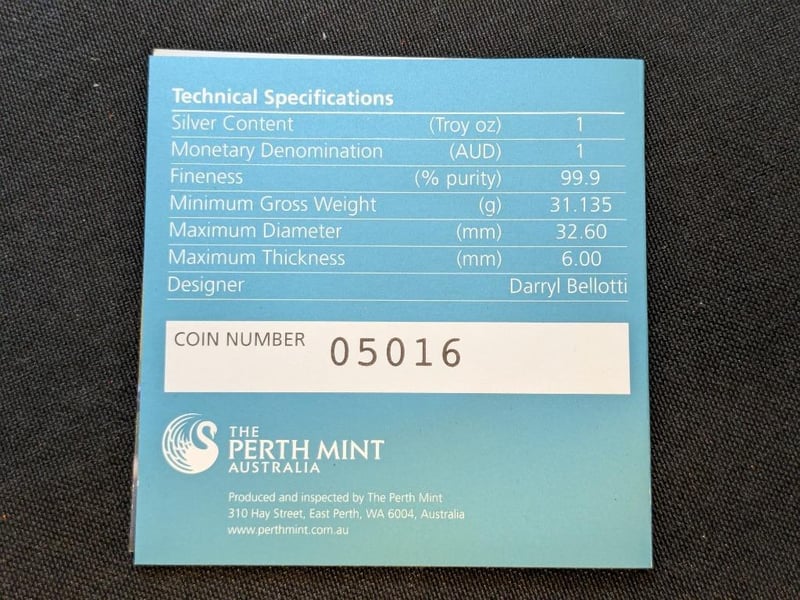 Technical Specifications
Silver Content (Troy oz) 1
Monetary Denomination (AUD) 1
Fineness (% purity) 99.9
Minimum Gross Weight (g) 31.135
Maximum Diameter (mm) 32.60
Maximum Thickness (mm) 6.00
Designer Darryl Bellotti
COIN NUMBER 05016
THE
PERTH MINT
AUSTRALIA
Produced and inspected by The Perth Mint
310 Hay Street, East Perth, WA 6004, Australia
www.perthmint.com.au